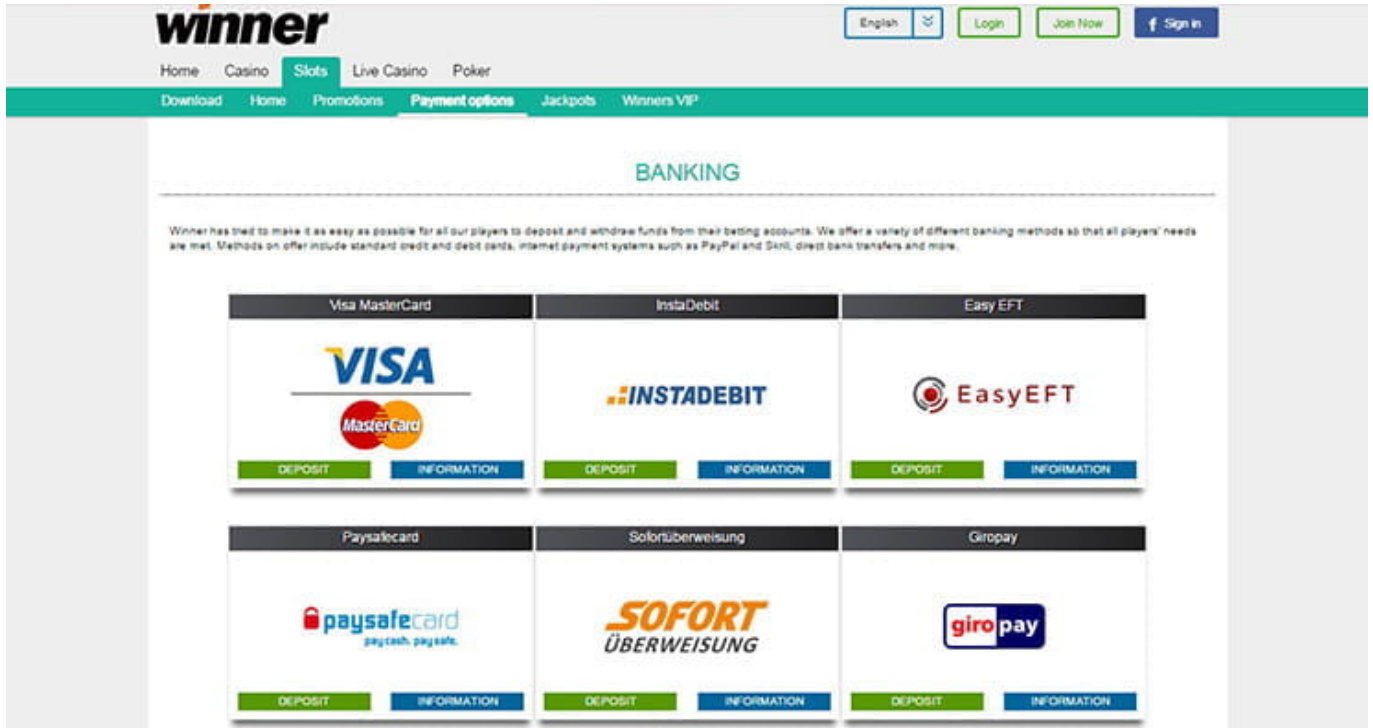 winner
English
Login
Join Now
f Sign in
Home Casino Slots Live Casino Poker
Download Home Promotions Payment options Jackpots Winners VIP
BANKING
Winner has tried to make it as easy as possible for all our players to deposit and withdraw funds from their betting accounts. We offer a variety of different banking methods so that all players' needs
are met. Methods on offer include standard credit and debit cards, internet payment systems such as PayPal and Skrill, direct bank transfers and more.
Visa MasterCard InstaDebit Easy EFT
VISA
MasterCard
INSTADEBIT
EasyEFT
DEPOSIT INFORMATION DEPOSIT INFORMATION DEPOSIT INFORMATION
Paysafecard Sofortüberweisung Giropay
paysafecard
pay cash. pay safe.
SOFORT
ÜBERWEISUNG
giropay
DEPOSIT INFORMATION DEPOSIT INFORMATION DEPOSIT INFORMATION